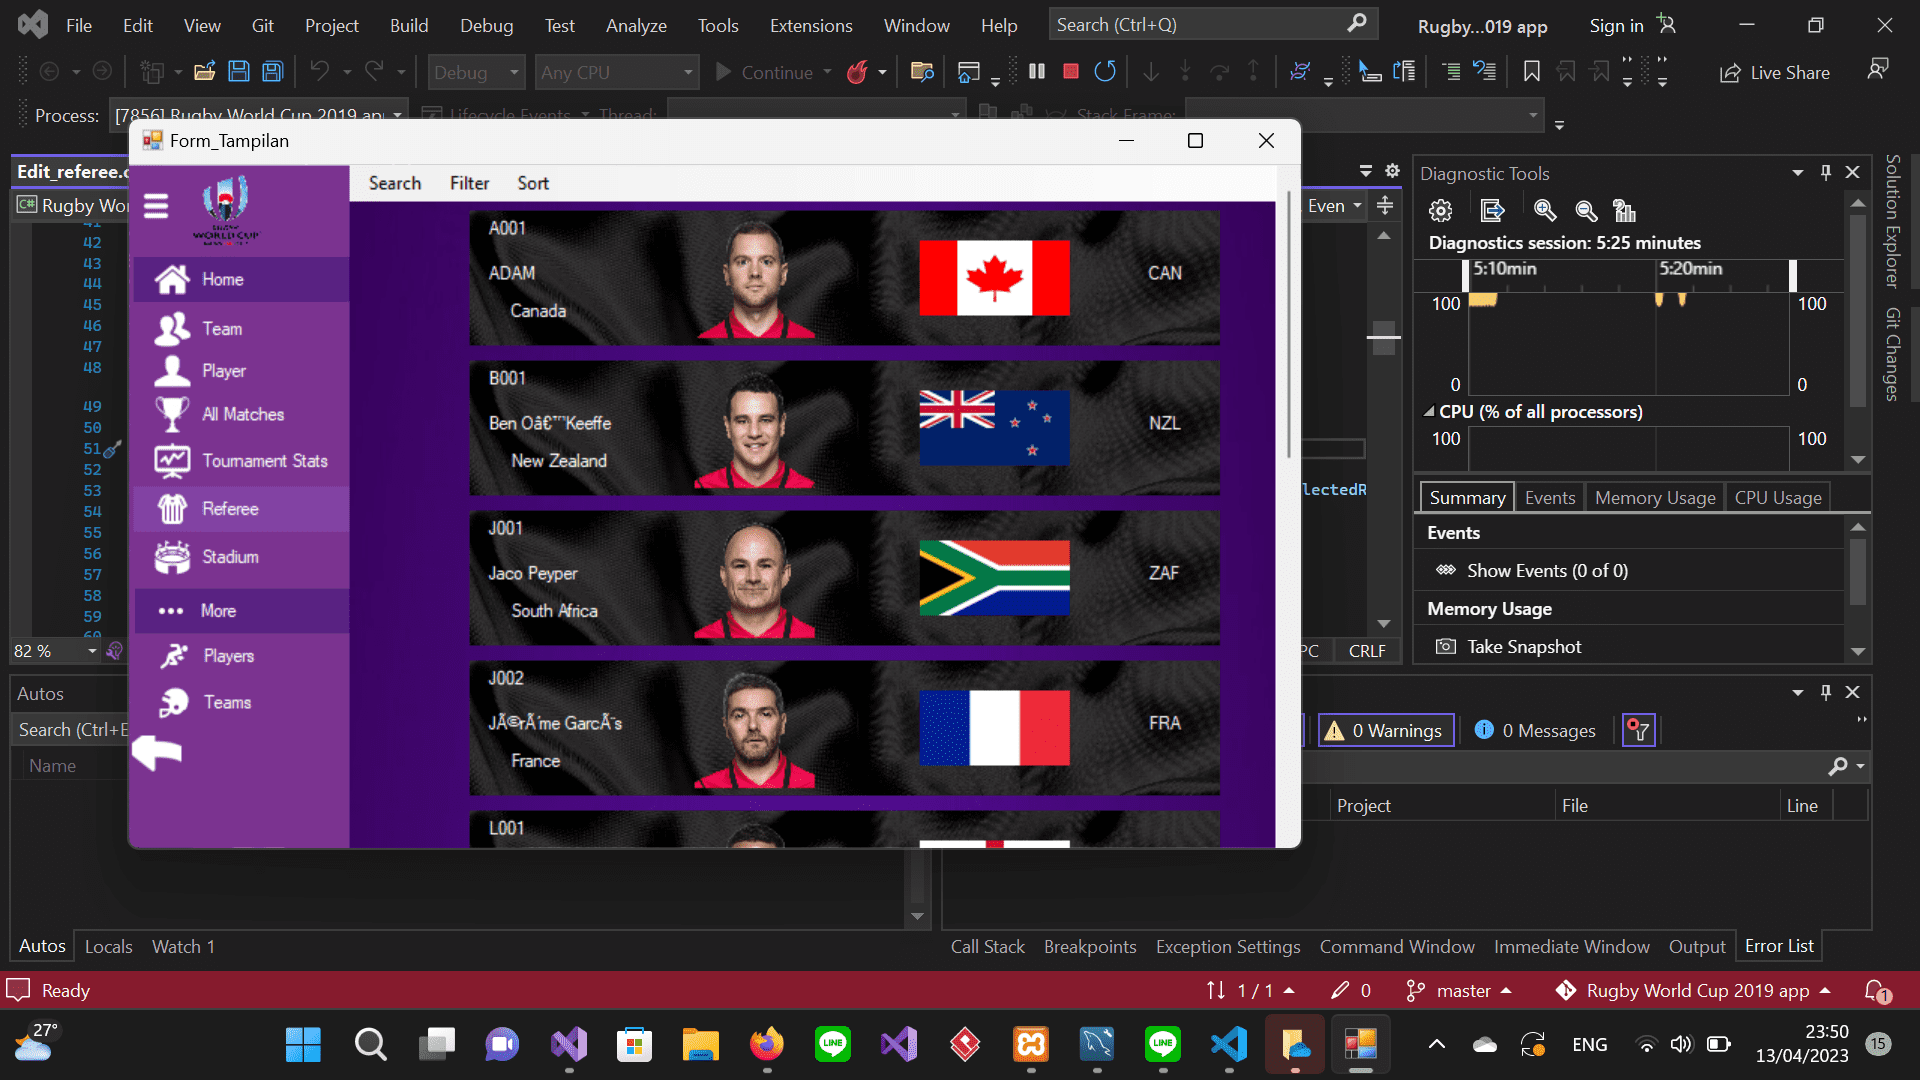 File Edit View Git Project Build Debug Test Analyze Tools Extensions Window Help Search (Ctrl+Q) Rugby...019 app Sign in
Debug Any CPU Continue Live Share
Process: [7856] Rugby World Cup 2019 ap Lifecycle Events Thread: Stack Frame:
Form_Tampilan
Edit_referee.c
C# Rugby Wor
Even
42
43
44
45
46
47
48
49
50
51
52
53
54
55
56
57
58
59
60
82 %
WORLD CUP
Home
Team
Player
All Matches
Tournament Stats
Referee
Stadium
More
Players
Teams
Search Filter Sort
A001
ADAM
Canada
CAN
B001
Ben Oâ€™Keeffe
New Zealand
NZL
J001
Jaco Peyper
South Africa
ZAF
J002
JÃ©rÃ´me GarcÃ¨s
France
FRA
L001
lectedR
PC CRLF
Diagnostic Tools
Diagnostics session: 5:25 minutes
5:10min 5:20min
100 100
0 0
CPU (% of all processors)
100 100
Summary Events Memory Usage CPU Usage
Events
Show Events (0 of 0)
Memory Usage
Take Snapshot
Solution Explorer
Git Changes
Autos
Search (Ctrl+E
Name
0 Warnings 0 Messages
Project File Line
Autos Locals Watch 1
Call Stack Breakpoints Exception Settings Command Window Immediate Window Output Error List
Ready 1 / 1 0 master Rugby World Cup 2019 app 1
27° LINE LINE ENG 23:50
13/04/2023 15